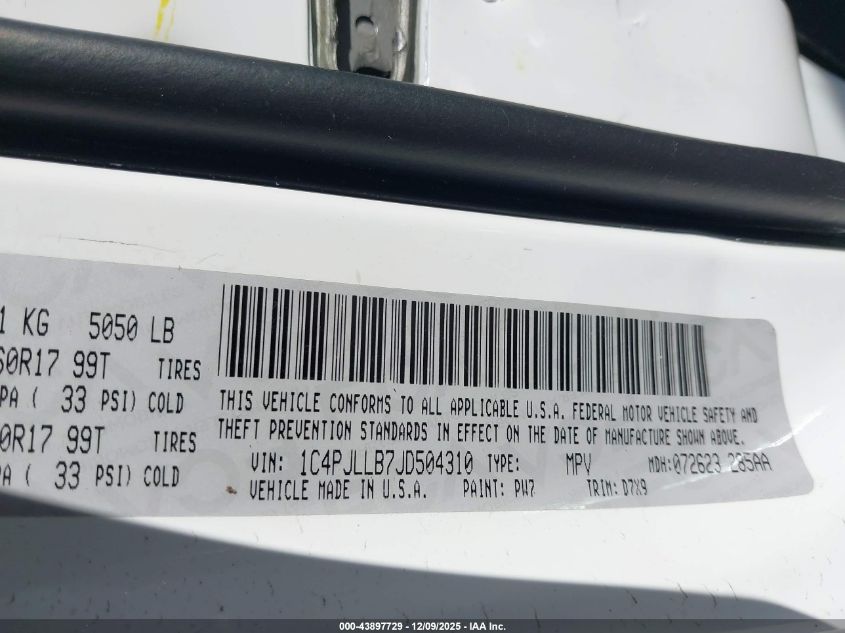 1 KG 5050 LB
60R17 99T TIRES
PA ( 33 PSI) COLD
0R17 99T TIRES
PA ( 33 PSI) COLD
THIS VEHICLE CONFORMS TO ALL APPLICABLE U.S.A. FEDERAL MOTOR VEHICLE SAFETY AND
THEFT PREVENTION STANDARDS IN EFFECT ON THE DATE OF MANUFACTURE SHOWN ABOVE.
VIN: 1C4PJLLB7JD504310 TYPE: MPV MDH: 072623 285AA
VEHICLE MADE IN U.S.A. PAINT: PW7 TRIM: D7X9
000-43897729 - 12/09/2025 - IAA Inc.